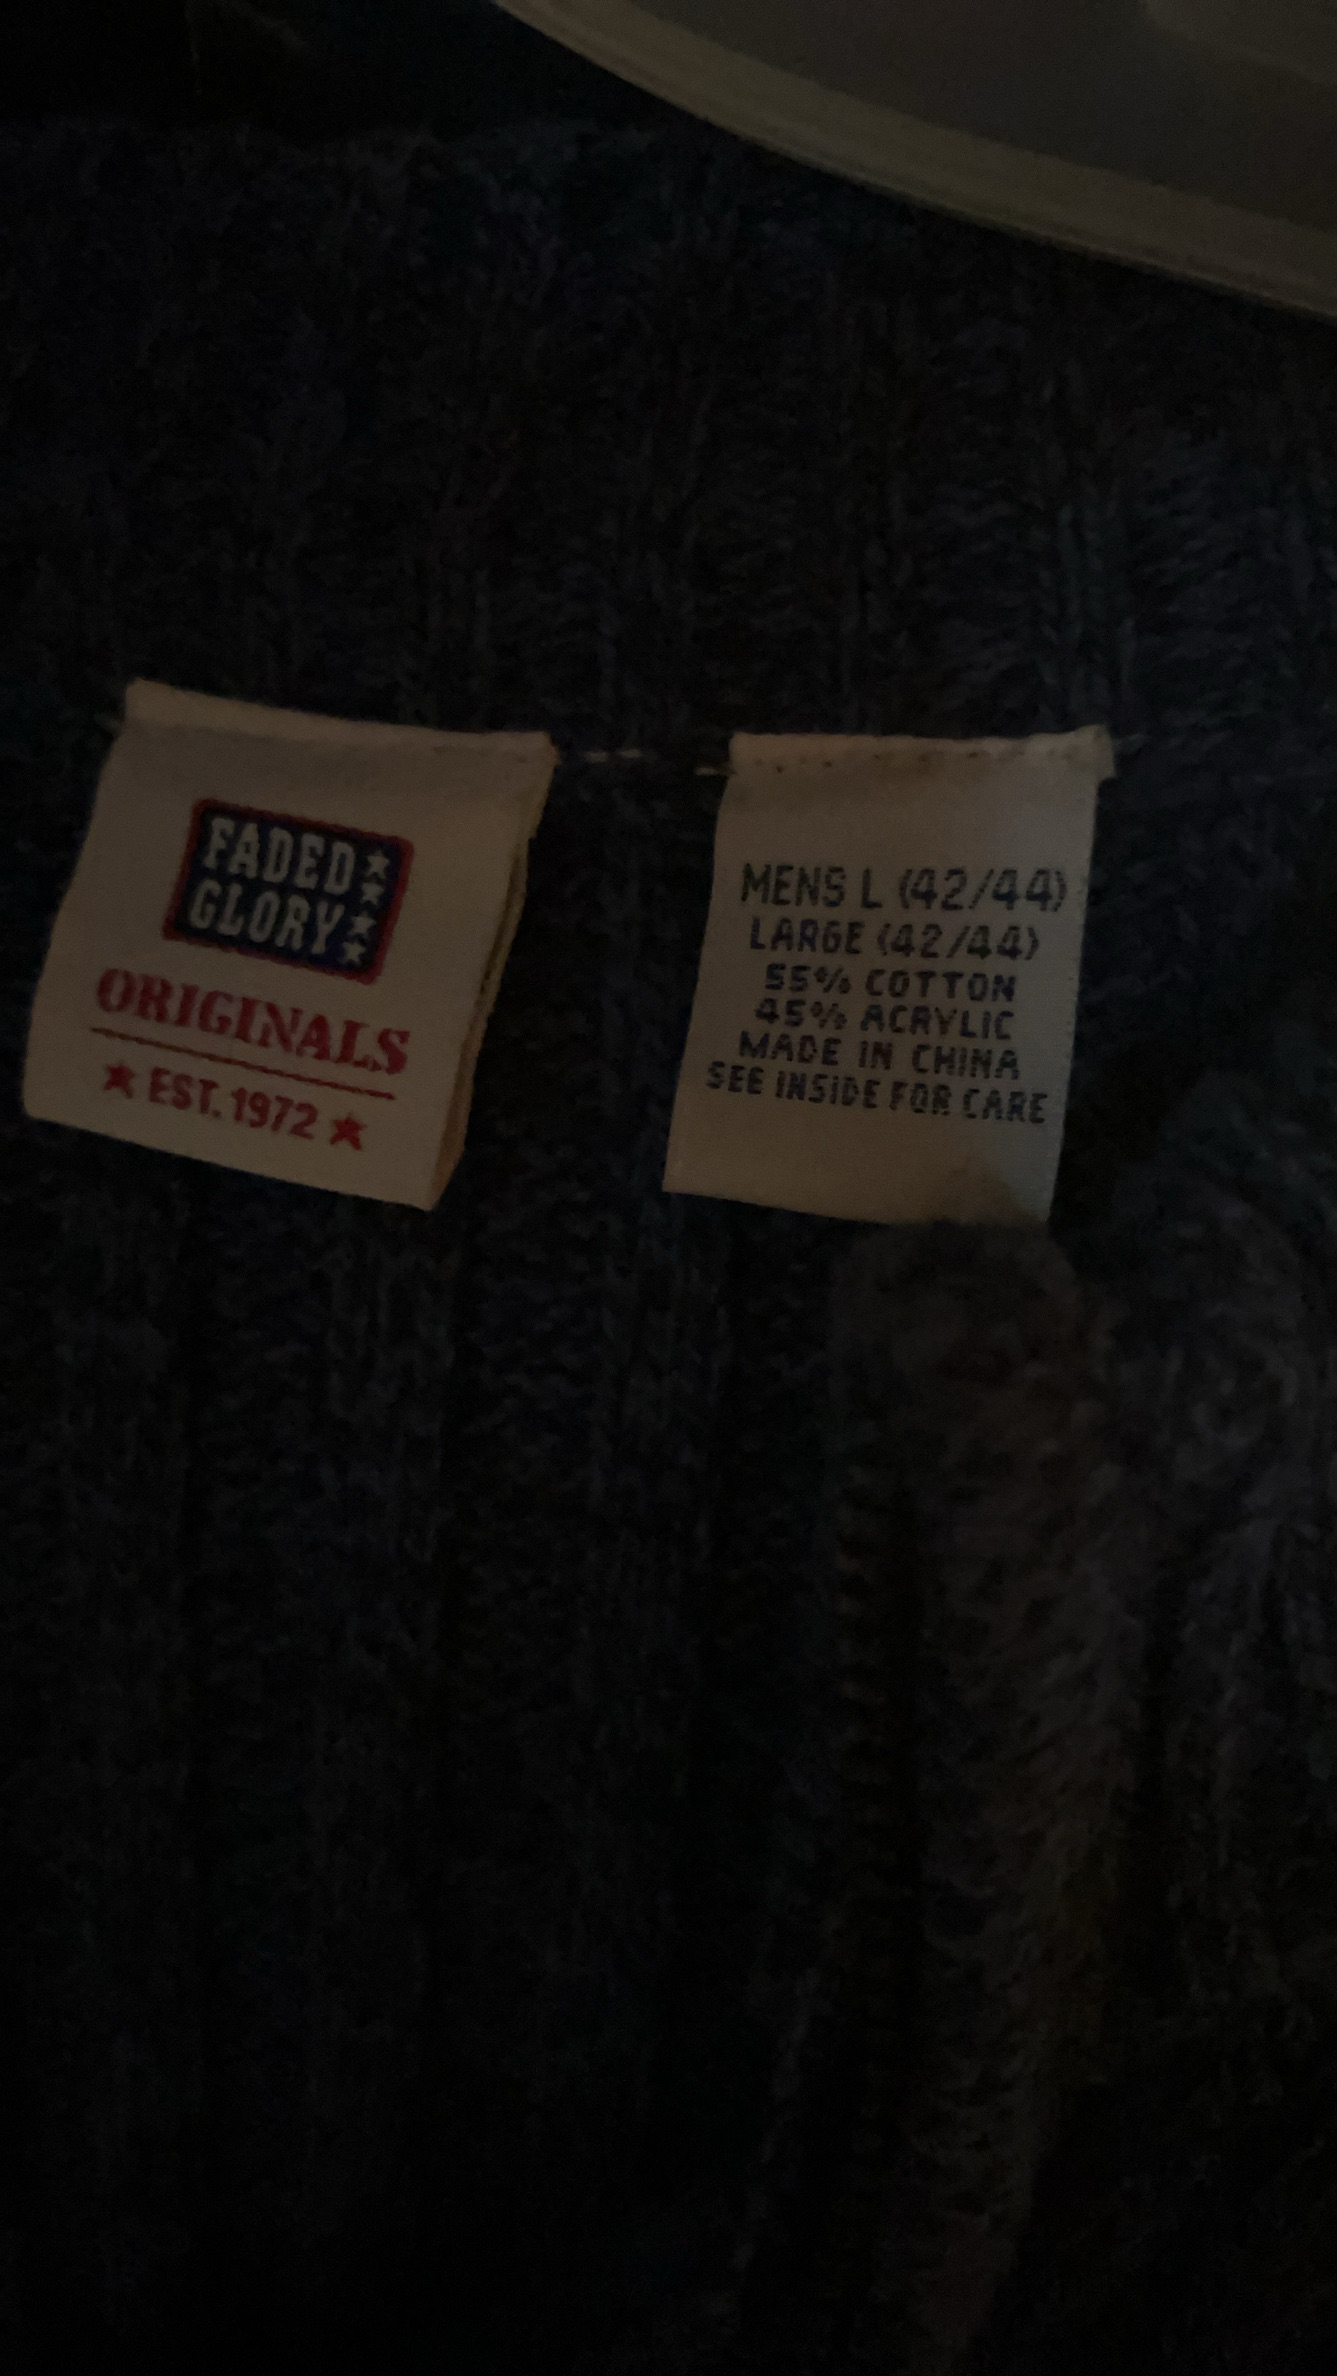 FADED
GLORY
ORIGINALS
EST. 1972
MENS L (42/44)
LARGE (42/44)
55% COTTON
45% ACRYLIC
MADE IN CHINA
SEE INSIDE FOR CARE